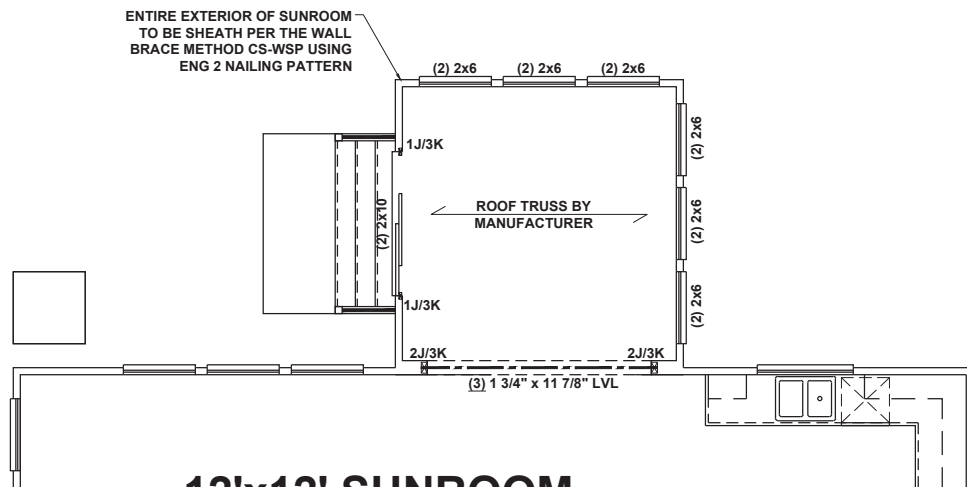 ENTIRE EXTERIOR OF SUNROOM
TO BE SHEATH PER THE WALL
BRACE METHOD CS-WSP USING
ENG 2 NAILING PATTERN
(2) 2x6
(2) 2x6
(2) 2x6
(2) 2x6
1J/3K
(2) 2x10
ROOF TRUSS BY
MANUFACTURER
(2) 2x6
(2) 2x6
1J/3K
2J/3K
2J/3K
(3) 1 3/4" x 11 7/8" LVL
12'x12' SUNROOM